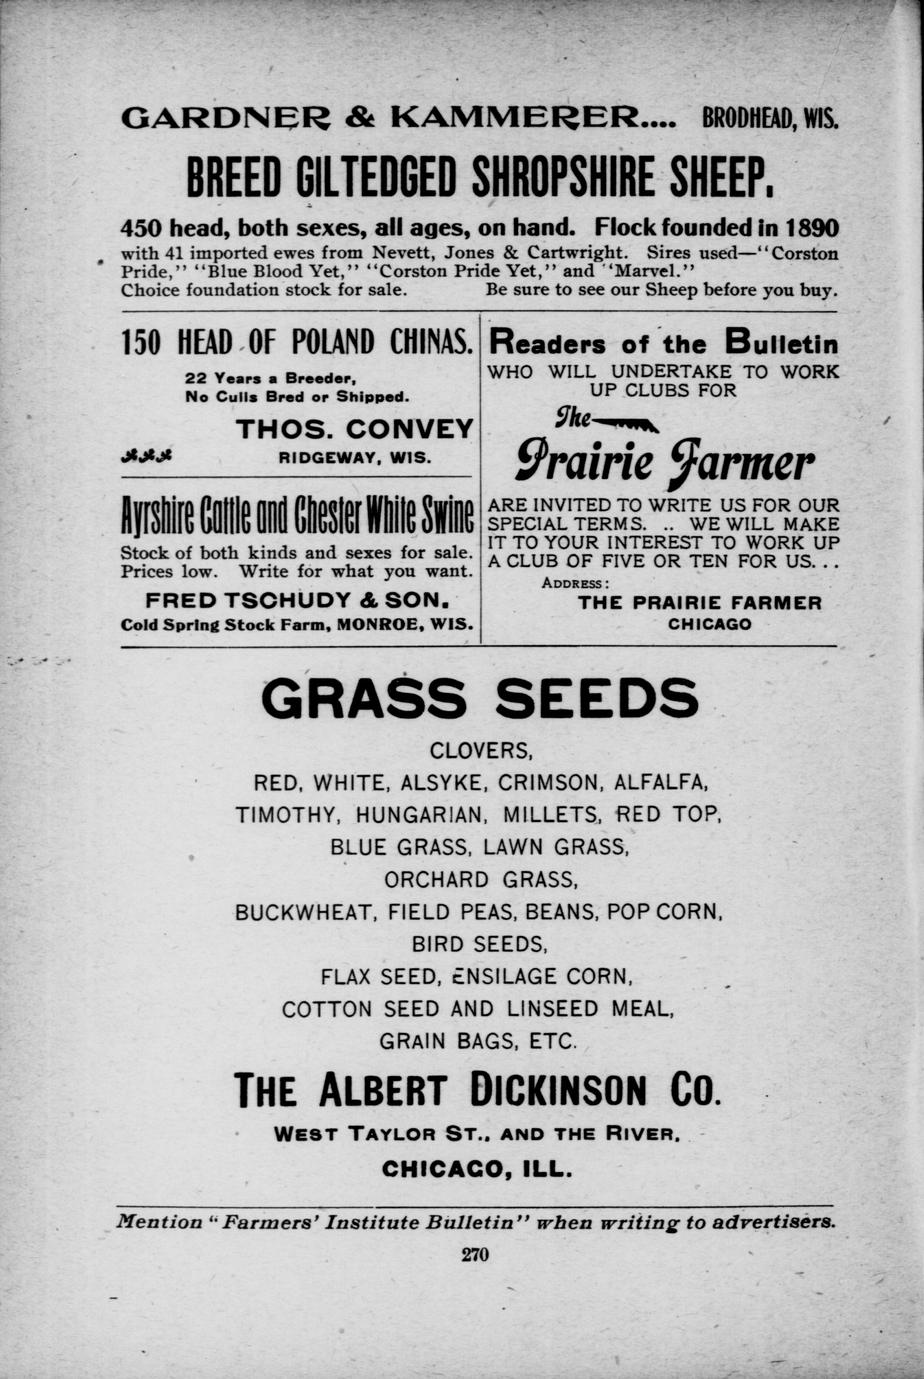 GARDNER & KAMMERER.... BRODHEAD, WIS.
BREED GILTEDGED SHROPSHIRE SHEEP.
450 head, both sexes, all ages, on hand. Flock founded in 1890
with 41 imported ewes from Nevett, Jones & Cartwright. Sires used—"Corston
Pride," "Blue Blood Yet," "Corston Pride Yet," and "Marvel."
Choice foundation stock for sale. Be sure to see our Sheep before you buy.
150 HEAD OF POLAND CHINAS.
22 Years a Breeder,
No Culls Bred or Shipped.
THOS. CONVEY
RIDGEWAY, WIS.
Ayrshire Cattle and Chester White Swine
Stock of both kinds and sexes for sale.
Prices low. Write for what you want.
FRED TSCHUDY & SON.
Cold Spring Stock Farm, MONROE, WIS.
Readers of the Bulletin
WHO WILL UNDERTAKE TO WORK
UP CLUBS FOR
The
Prairie Farmer
ARE INVITED TO WRITE US FOR OUR
SPECIAL TERMS. .. WE WILL MAKE
IT TO YOUR INTEREST TO WORK UP
A CLUB OF FIVE OR TEN FOR US. . .
ADDRESS:
THE PRAIRIE FARMER
CHICAGO
GRASS SEEDS
CLOVERS,
RED, WHITE, ALSYKE, CRIMSON, ALFALFA,
TIMOTHY, HUNGARIAN, MILLETS, RED TOP,
BLUE GRASS, LAWN GRASS,
ORCHARD GRASS,
BUCKWHEAT, FIELD PEAS, BEANS, POP CORN,
BIRD SEEDS,
FLAX SEED, ENSILAGE CORN,
COTTON SEED AND LINSEED MEAL,
GRAIN BAGS, ETC.
THE ALBERT DICKINSON CO.
WEST TAYLOR ST., AND THE RIVER,
CHICAGO, ILL.
Mention "Farmers' Institute Bulletin" when writing to advertisers.
270